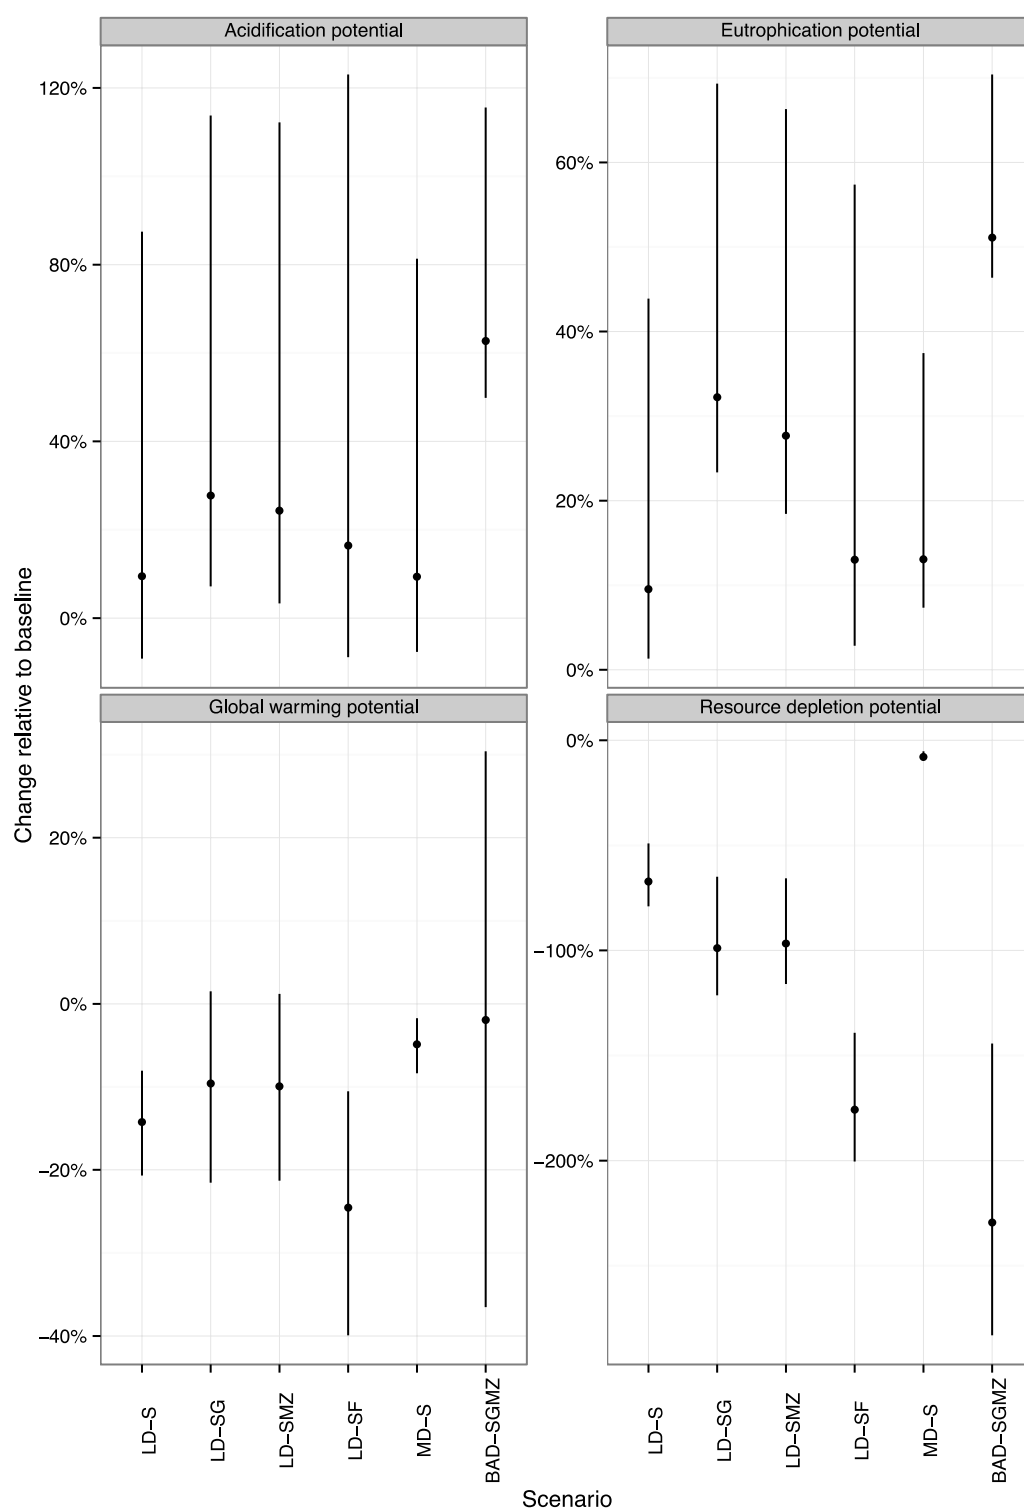 Acidification potential
Eutrophication potential
120%
80%
40%
0%
60%
40%
20%
0%
Change relative to baseline
Global warming potential
Resource depletion potential
20%
0%
−20%
−40%
0%
−100%
−200%
LD−S
LD−SG
LD−SMZ
LD−SF
MD−S
BAD−SGMZ
LD−S
LD−SG
LD−SMZ
LD−SF
MD−S
BAD−SGMZ
Scenario